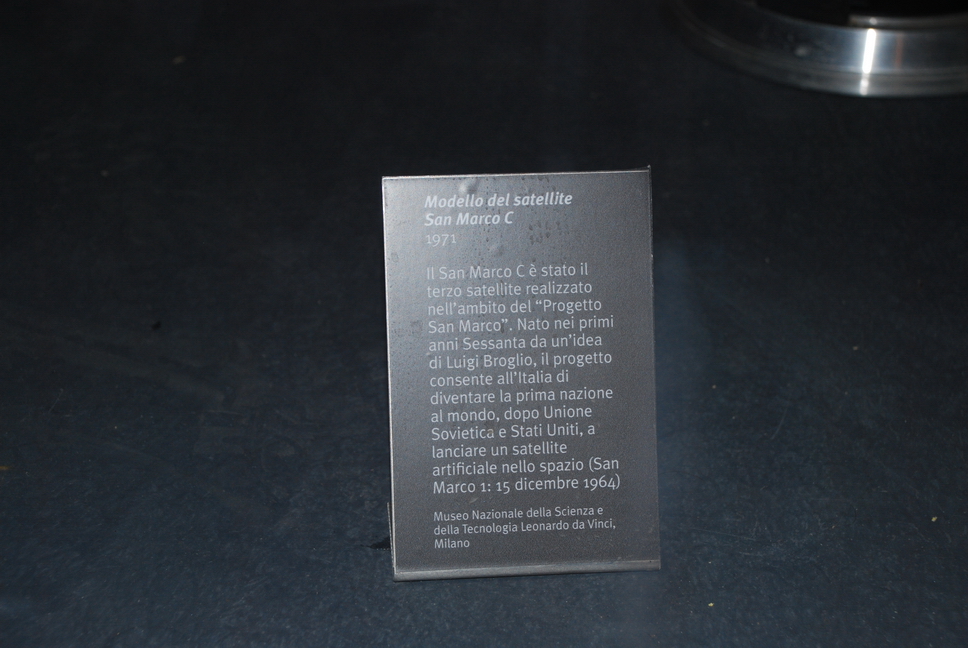 Modello del satellite
San Marco C
1971
Il San Marco C è stato il
terzo satellite realizzato
nell'ambito del “Progetto
San Marco”. Nato nei primi
anni Sessanta da un'idea
di Luigi Broglio, il progetto
consente all'Italia di
diventare la prima nazione
al mondo, dopo Unione
Sovietica e Stati Uniti, a
lanciare un satellite
artificiale nello spazio (San
Marco 1: 15 dicembre 1964)
Museo Nazionale della Scienza e
della Tecnologia Leonardo da Vinci,
Milano